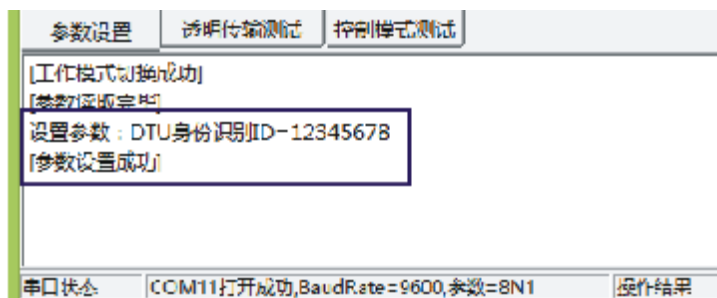 参数设置 透明传输测试 控制模式测试
[工作模式切换成功]
[参数读取完毕]
设置参数：DTU身份识别ID=12345678
[参数设置成功]
串口状态 COM11打开成功,BaudRate=9600,参数=8N1 操作结果